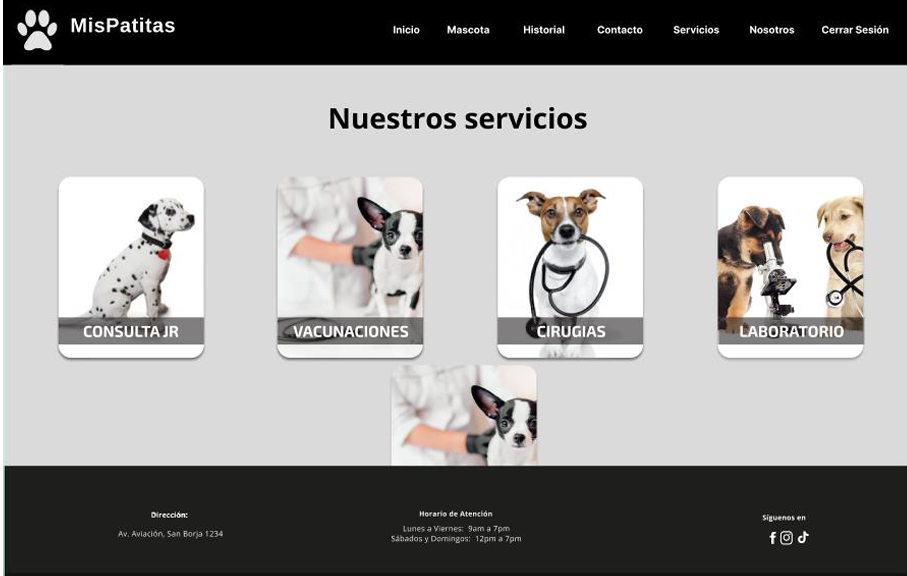 MisPatitas
Inicio Mascota Historial Contacto Servicios Nosotros Cerrar Sesión
Nuestros servicios
CONSULTA JR
VACUNACIONES
CIRUGIAS
LABORATORIO
Dirección:
Av. Aviación, San Borja 1234
Horario de Atención
Lunes a Viernes: 9am a 7pm
Sábados y Domingos: 12pm a 7pm
Síguenos en